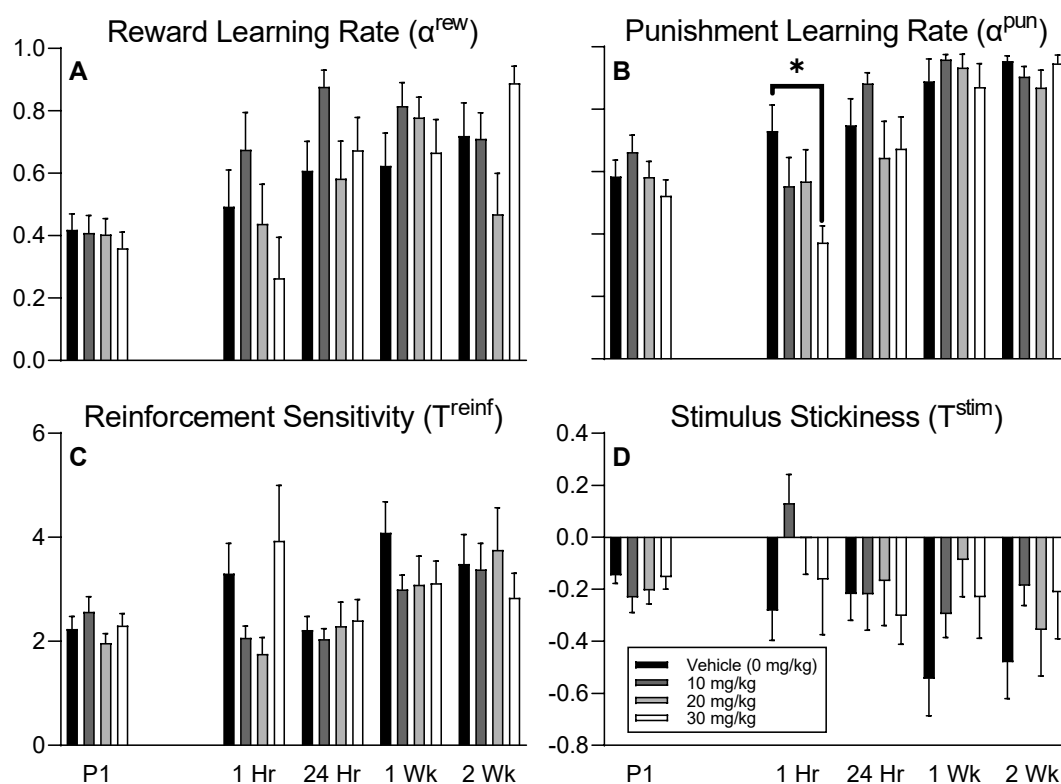 Reward Learning Rate (α^rew)
Punishment Learning Rate (α^pun)
A
B
*
1.0
0.8
0.6
0.4
0.2
0.0
Reinforcement Sensitivity (T^reinf)
Stimulus Stickiness (T^stim)
C
D
6
4
2
0
0.4
0.2
0.0
-0.2
-0.4
-0.6
-0.8
Vehicle (0 mg/kg)
10 mg/kg
20 mg/kg
30 mg/kg
P1 1 Hr 24 Hr 1 Wk 2 Wk
P1 1 Hr 24 Hr 1 Wk 2 Wk